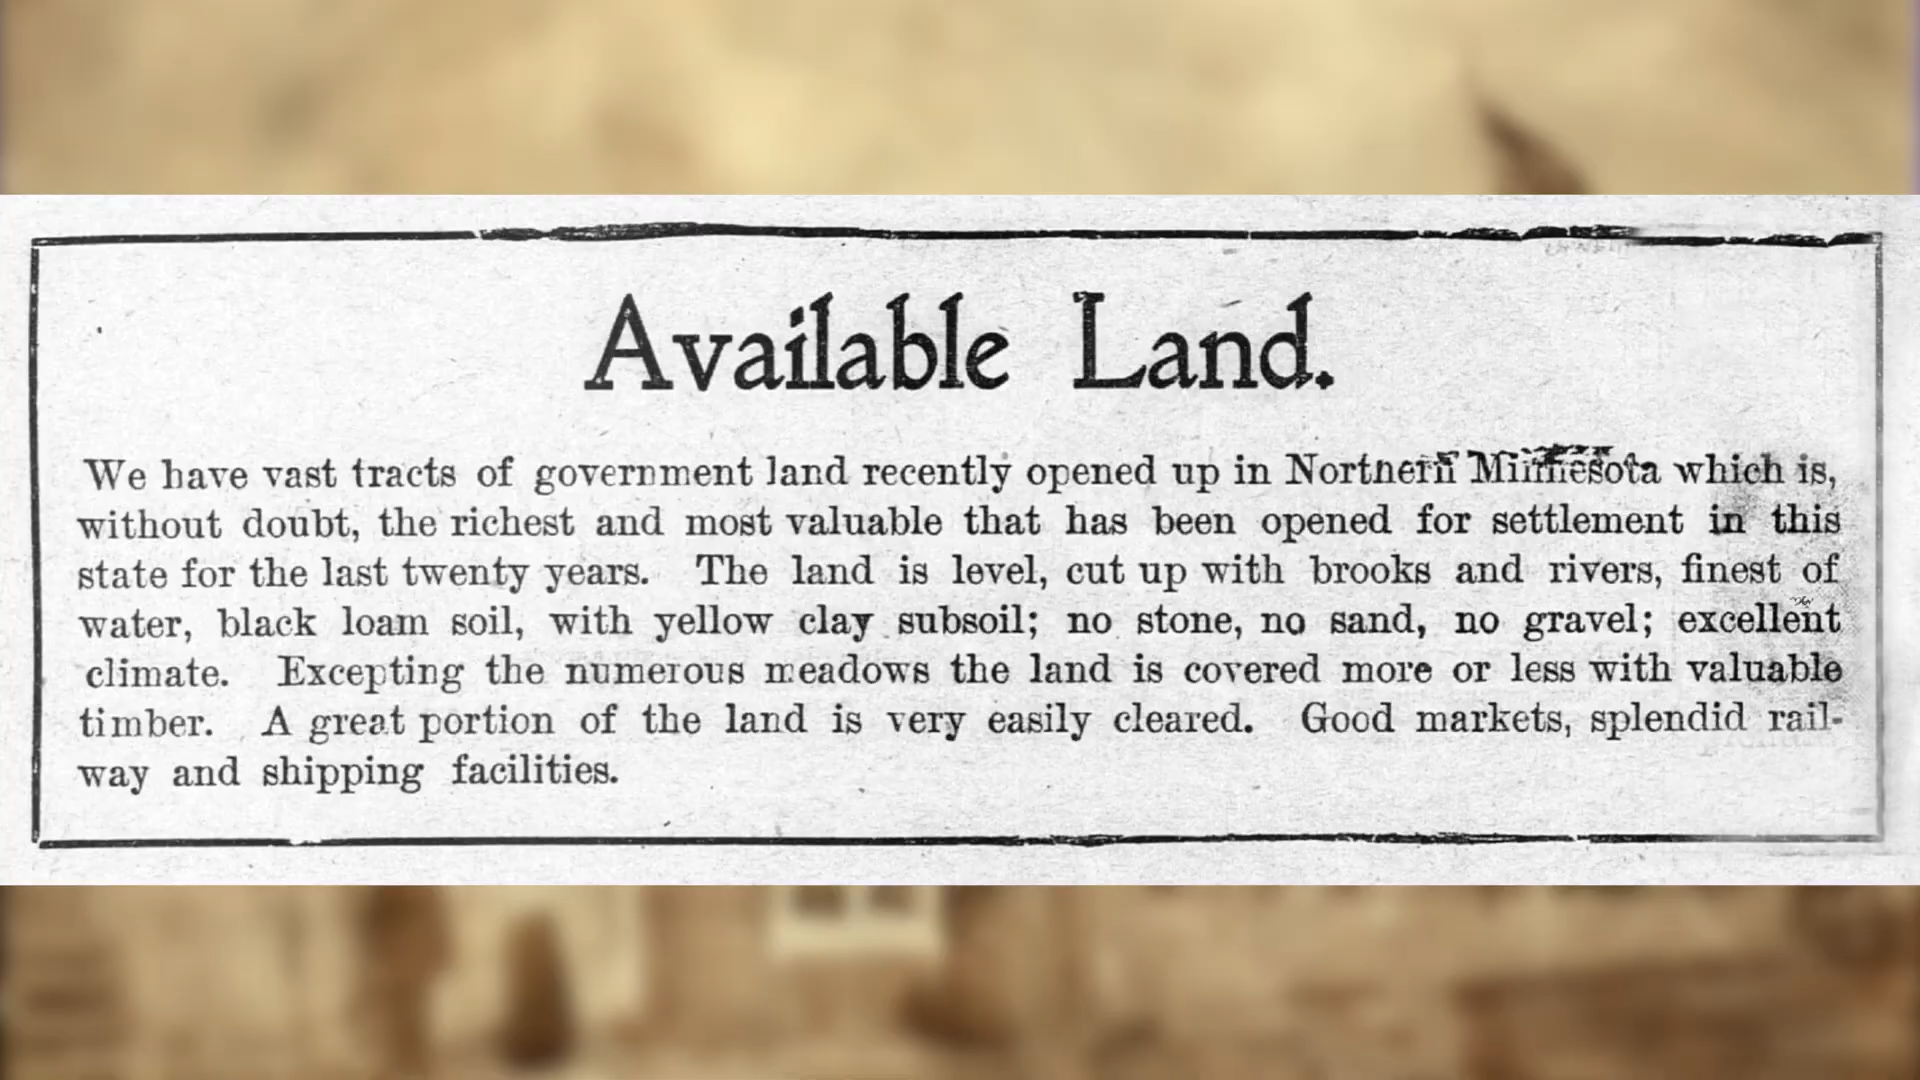 Available Land.
We have vast tracts of government land recently opened up in Northern Minnesota which is,
without doubt, the richest and most valuable that has been opened for settlement in this
state for the last twenty years. The land is level, cut up with brooks and rivers, finest of
water, black loam soil, with yellow clay subsoil; no stone, no sand, no gravel; excellent
climate. Excepting the numerous meadows the land is covered more or less with valuable
timber. A great portion of the land is very easily cleared. Good markets, splendid rail-
way and shipping facilities.